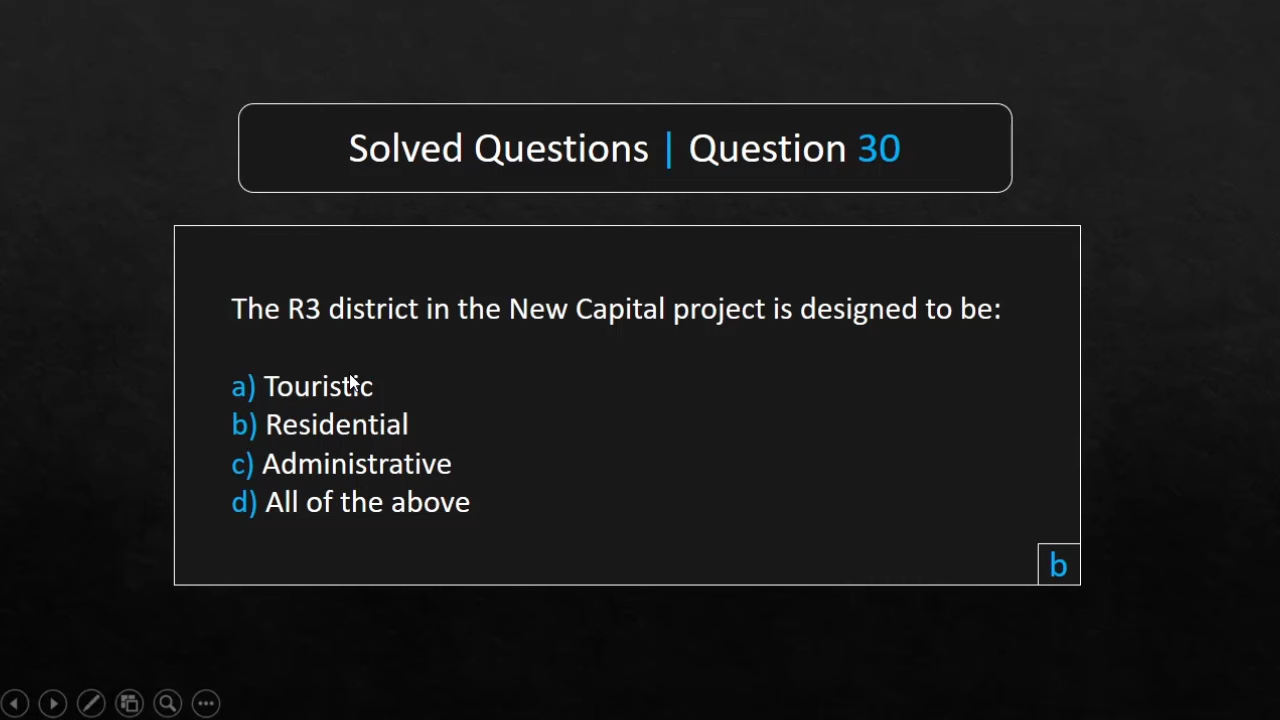 Solved Questions | Question 30
The R3 district in the New Capital project is designed to be:
a) Touristic
b) Residential
c) Administrative
d) All of the above
b